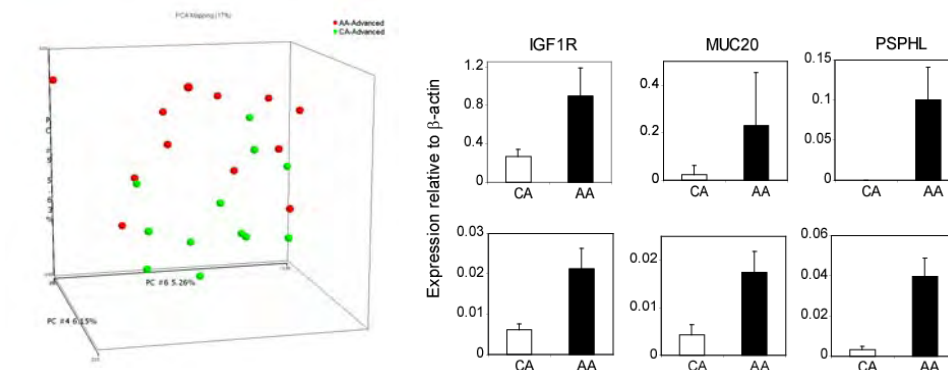 PCA Mapping (17%)
AA-Advanced
CA-Advanced
PC #6 5.26%
PC #4 6.15%
Expression relative to β-actin
IGF1R
1.2
0.8
0.4
0
CA AA
MUC20
0.4
0.2
0
CA AA
PSPHL
0.15
0.1
0.05
0
CA AA
0.03
0.02
0.01
0
CA AA
0.02
0.01
0
CA AA
0.06
0.04
0.02
0
CA AA